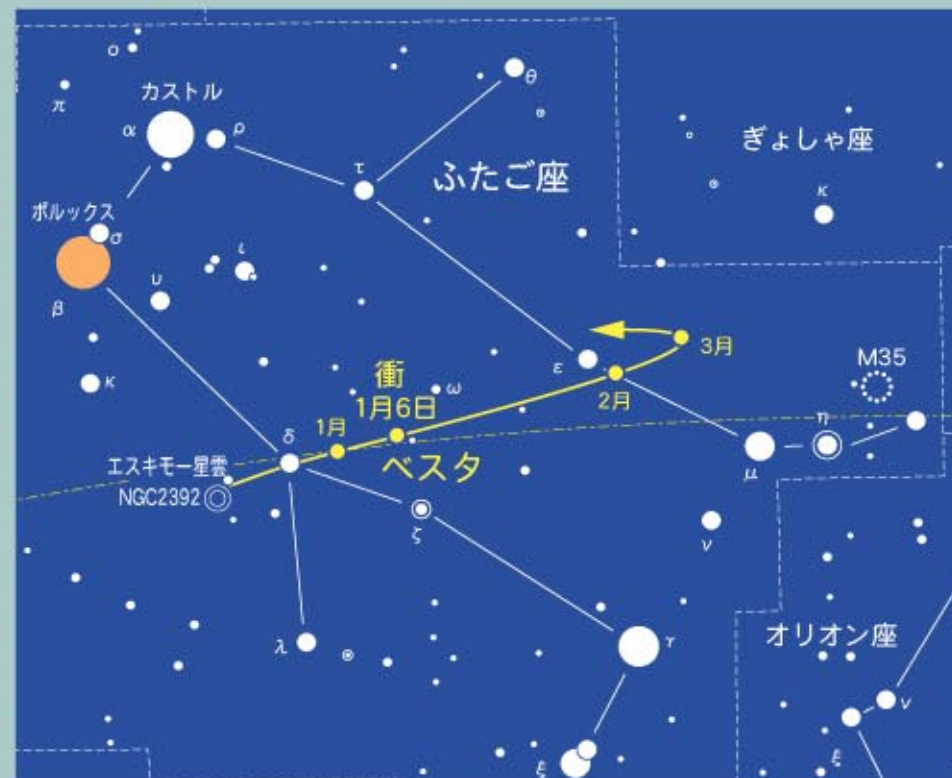 ο
π
カストル
α
ρ
θ
τ
ふたご座
ぎょしゃ座
κ
ポルックス
σ
β
υ
ι
κ
ε
3月
2月
M35
衝
1月6日
ω
1月
ベスタ
δ
η
μ
エスキモー星雲
NGC2392
ζ
ν
λ
γ
オリオン座
ν
ξ
ξ